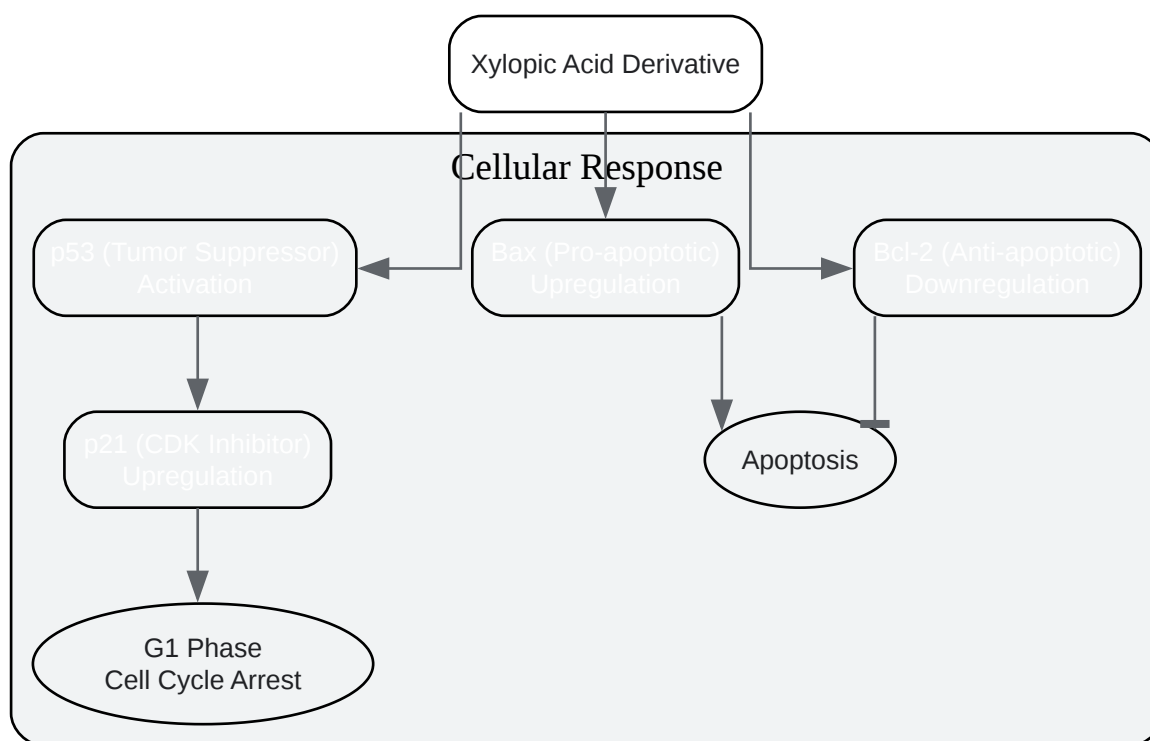 Xylopic Acid Derivative
Cellular Response
p53 (Tumor Suppressor)
Activation
Bax (Pro-apoptotic)
Upregulation
Bcl-2 (Anti-apoptotic)
Downregulation
p21 (CDK Inhibitor)
Upregulation
Apoptosis
G1 Phase
Cell Cycle Arrest